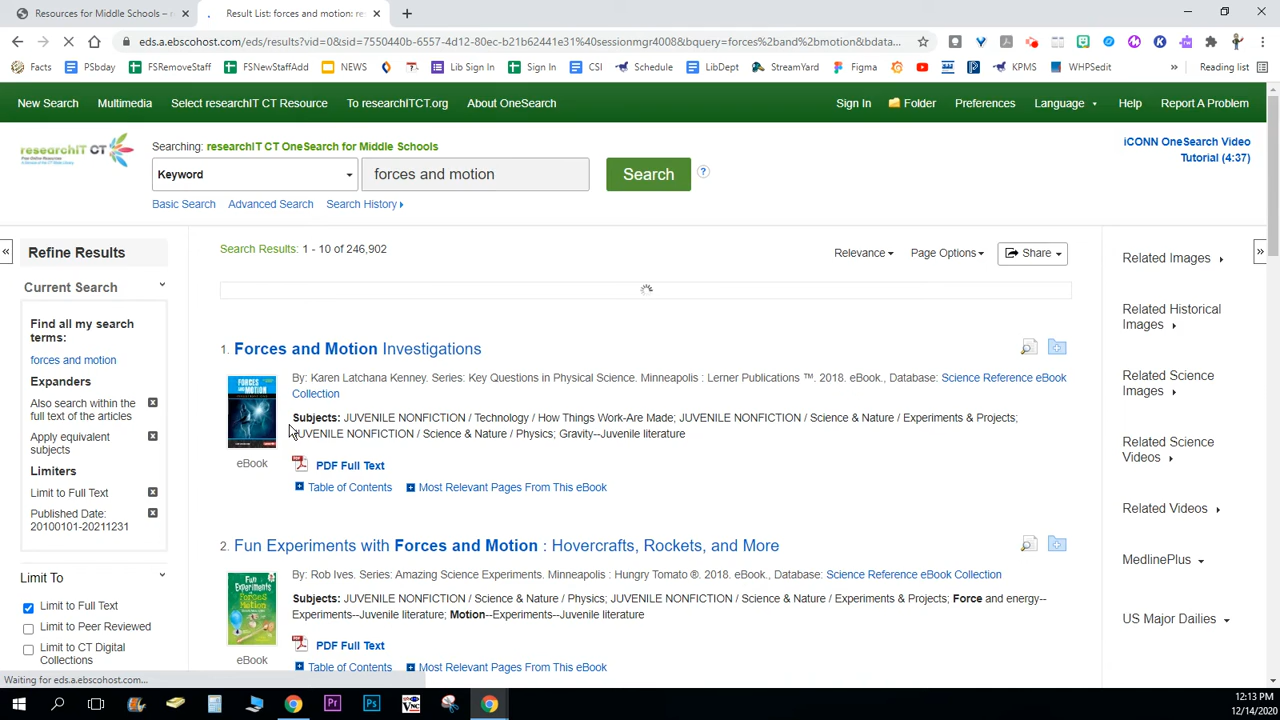 Resources for Middle Schools – r
Result List: forces and motion: re
eds.a.ebscohost.com/eds/results?vid=0&sid=7550440b-6557-4d12-80ec-b21b62441e31%40sessionmgr4008&bquery=forces%2band%2bmotion&bdata...
Facts PSbday FSRemoveStaff FSNewStaffAdd NEWS Lib Sign In Sign In CSI Schedule LibDept StreamYard Figma KPMS WHPSedit » Reading list
New Search Multimedia Select researchIT CT Resource To researchITCT.org About OneSearch Sign In Folder Preferences Language Help Report A Problem
researchIT CT
Searching: researchIT CT OneSearch for Middle Schools
Keyword forces and motion Search ?
Basic Search Advanced Search Search History
iCONN OneSearch Video
Tutorial (4:37)
«
Refine Results
Current Search
Find all my search
terms:
forces and motion
Expanders
Also search within the
full text of the articles
Apply equivalent
subjects
Limiters
Limit to Full Text
Published Date:
20100101-20211231
Limit To
Limit to Full Text
Limit to Peer Reviewed
Limit to CT Digital
Collections
Search Results: 1 - 10 of 246,902
Relevance Page Options Share
1. Forces and Motion Investigations
By: Karen Latchana Kenney. Series: Key Questions in Physical Science. Minneapolis : Lerner Publications ™. 2018. eBook., Database: Science Reference eBook
Collection
Subjects: JUVENILE NONFICTION / Technology / How Things Work-Are Made; JUVENILE NONFICTION / Science & Nature / Experiments & Projects;
JUVENILE NONFICTION / Science & Nature / Physics; Gravity--Juvenile literature
FORCES AND MOTION
eBook
PDF Full Text
Table of Contents Most Relevant Pages From This eBook
2. Fun Experiments with Forces and Motion : Hovercrafts, Rockets, and More
By: Rob Ives. Series: Amazing Science Experiments. Minneapolis : Hungry Tomato ®. 2018. eBook., Database: Science Reference eBook Collection
Subjects: JUVENILE NONFICTION / Science & Nature / Physics; JUVENILE NONFICTION / Science & Nature / Experiments & Projects; Force and energy--
Experiments--Juvenile literature; Motion--Experiments--Juvenile literature
Fun Experiments
eBook
PDF Full Text
Table of Contents Most Relevant Pages From This eBook
»
Related Images
Related Historical
Images
Related Science
Images
Related Science
Videos
Related Videos
MedlinePlus
US Major Dailies
Waiting for eds.a.ebscohost.com...
Pr Ps
12:13 PM
12/14/2020